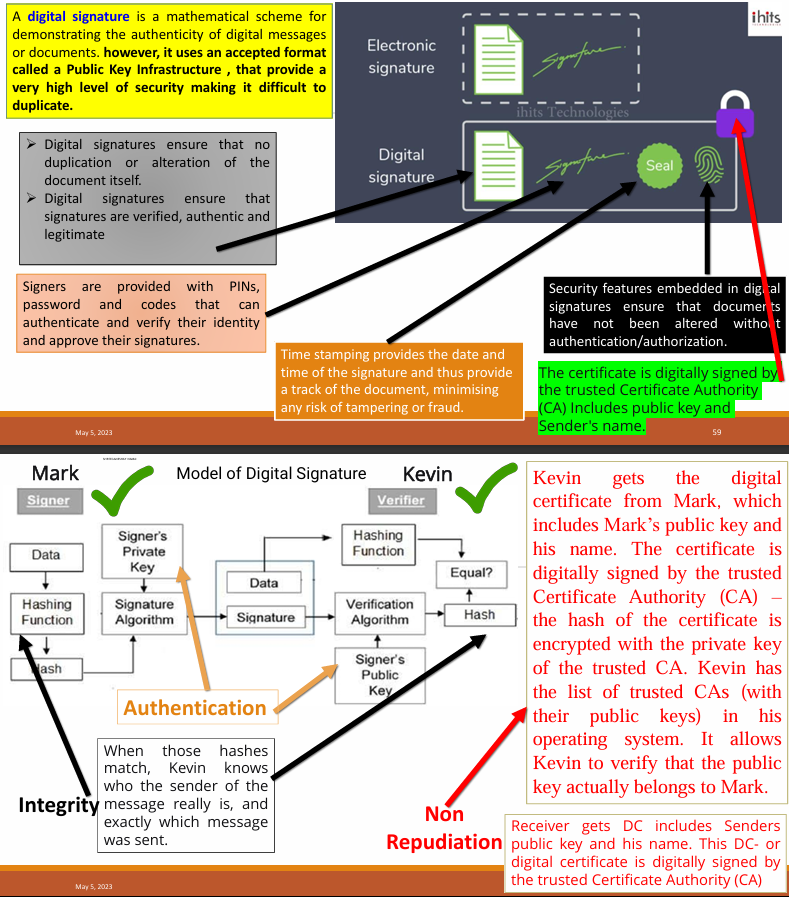 A digital signature is a mathematical scheme for
demonstrating the authenticity of digital messages
or documents. however, it uses an accepted format
called a Public Key Infrastructure , that provide a
very high level of security making it difficult to
duplicate.
ihits
Electronic
signature
Signature
ihits Technologies
Digital
signature
Signature
Seal
➢ Digital signatures ensure that no
duplication or alteration of the
document itself.
➢ Digital signatures ensure that
signatures are verified, authentic and
legitimate
Signers are provided with PINs,
password and codes that can
authenticate and verify their identity
and approve their signatures.
Time stamping provides the date and
time of the signature and thus provide
a track of the document, minimising
any risk of tampering or fraud.
Security features embedded in digital
signatures ensure that documents
have not been altered without
authentication/authorization.
The certificate is digitally signed by
the trusted Certificate Authority
(CA) Includes public key and
Sender's name.
May 5, 2023
59
Mark
Model of Digital Signature
Kevin
Signer
Verifier
Data
Hashing
Function
Hash
Signer's
Private
Key
Signature
Algorithm
Data
Signature
Hashing
Function
Verification
Algorithm
Signer's
Public
Key
Equal?
Hash
Authentication
When those hashes
match, Kevin knows
who the sender of the
message really is, and
exactly which message
was sent.
Integrity
Non
Repudiation
Kevin gets the digital
certificate from Mark, which
includes Mark's public key and
his name. The certificate is
digitally signed by the trusted
Certificate Authority (CA) –
the hash of the certificate is
encrypted with the private key
of the trusted CA. Kevin has
the list of trusted CAs (with
their public keys) in his
operating system. It allows
Kevin to verify that the public
key actually belongs to Mark.
Receiver gets DC includes Senders
public key and his name. This DC- or
digital certificate is digitally signed by
the trusted Certificate Authority (CA)
May 5, 2023